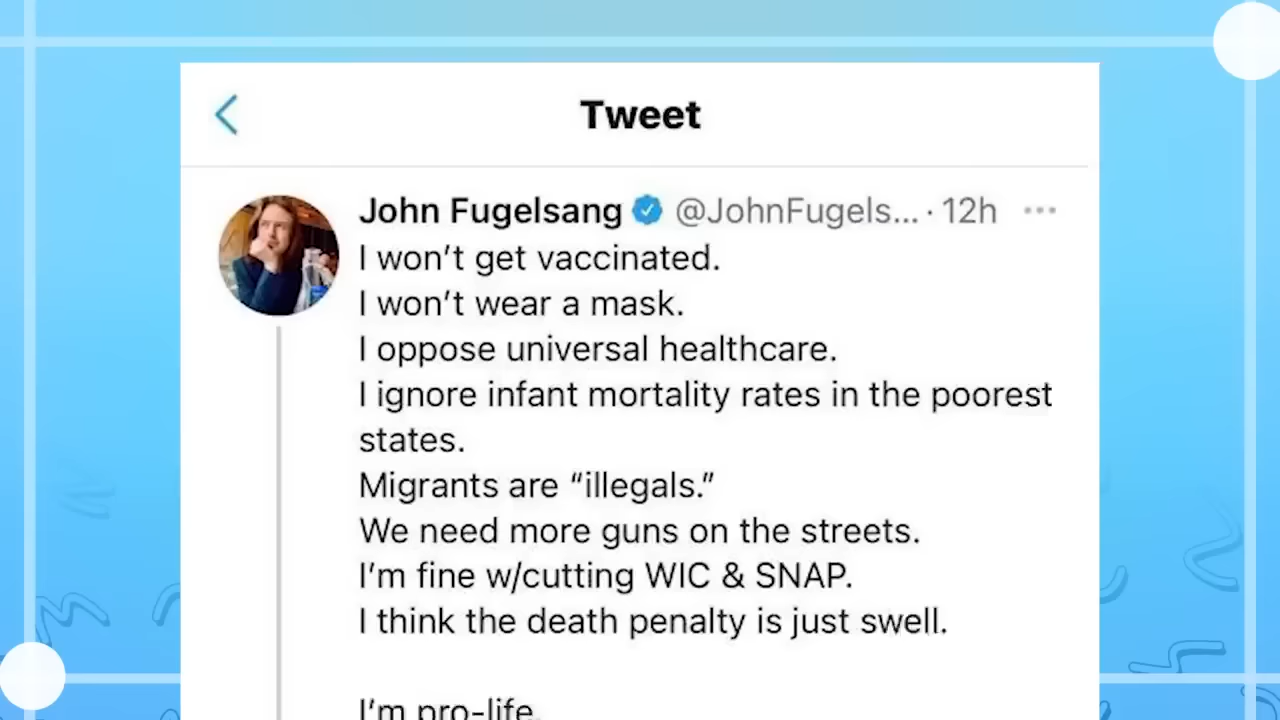 Tweet
John Fugelsang @JohnFugels... · 12h
I won’t get vaccinated.
I won’t wear a mask.
I oppose universal healthcare.
I ignore infant mortality rates in the poorest
states.
Migrants are “illegals.”
We need more guns on the streets.
I’m fine w/cutting WIC & SNAP.
I think the death penalty is just swell.
I’m pro-life.